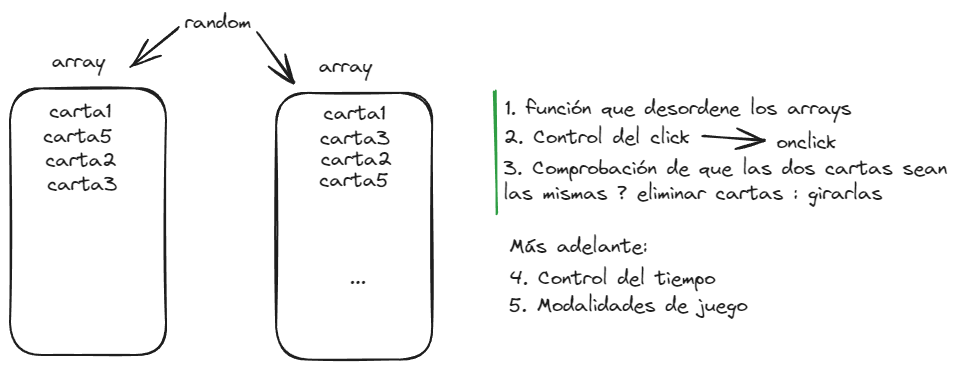 random
array
carta1
carta5
carta2
carta3
array
carta1
carta3
carta2
carta5
...
1. función que desordene los arrays
2. Control del click
onclick
3. Comprobación de que las dos cartas sean
las mismas ? eliminar cartas : girarlas
Más adelante:
4. Control del tiempo
5. Modalidades de juego